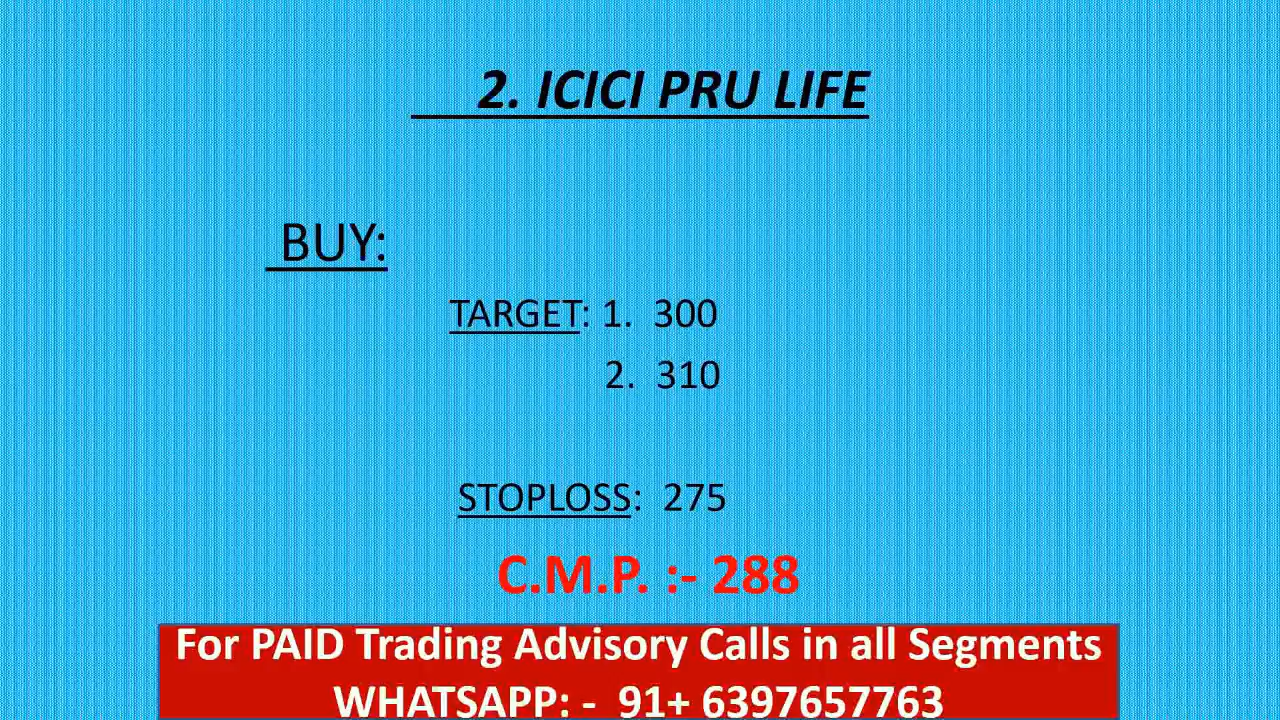 2. ICICI PRU LIFE
BUY:
TARGET: 1. 300
2. 310
STOPLOSS: 275
C.M.P. :- 288
For PAID Trading Advisory Calls in all Segments
WHATSAPP: - 91+ 6397657763